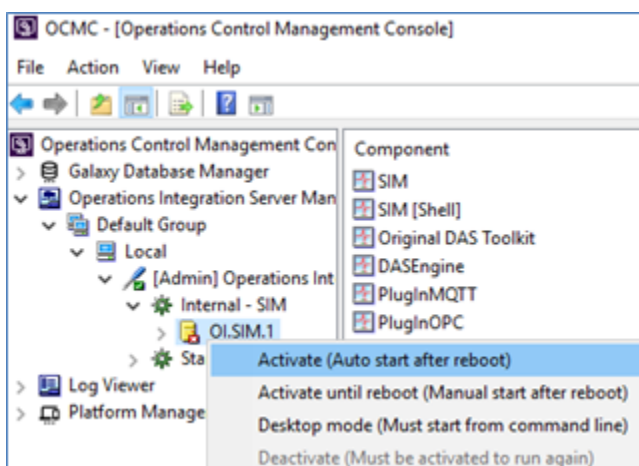 OCMC - [Operations Control Management Console]
File Action View Help
Operations Control Management Con
Galaxy Database Manager
Operations Integration Server Man
Default Group
Local
[Admin] Operations Int
Internal - SIM
OI.SIM.1
Sta
Log Viewer
Platform Manage
Component
SIM
SIM [Shell]
Original DAS Toolkit
DASEngine
PlugInMQTT
PlugInOPC
Activate (Auto start after reboot)
Activate until reboot (Manual start after reboot)
Desktop mode (Must start from command line)
Deactivate (Must be activated to run again)